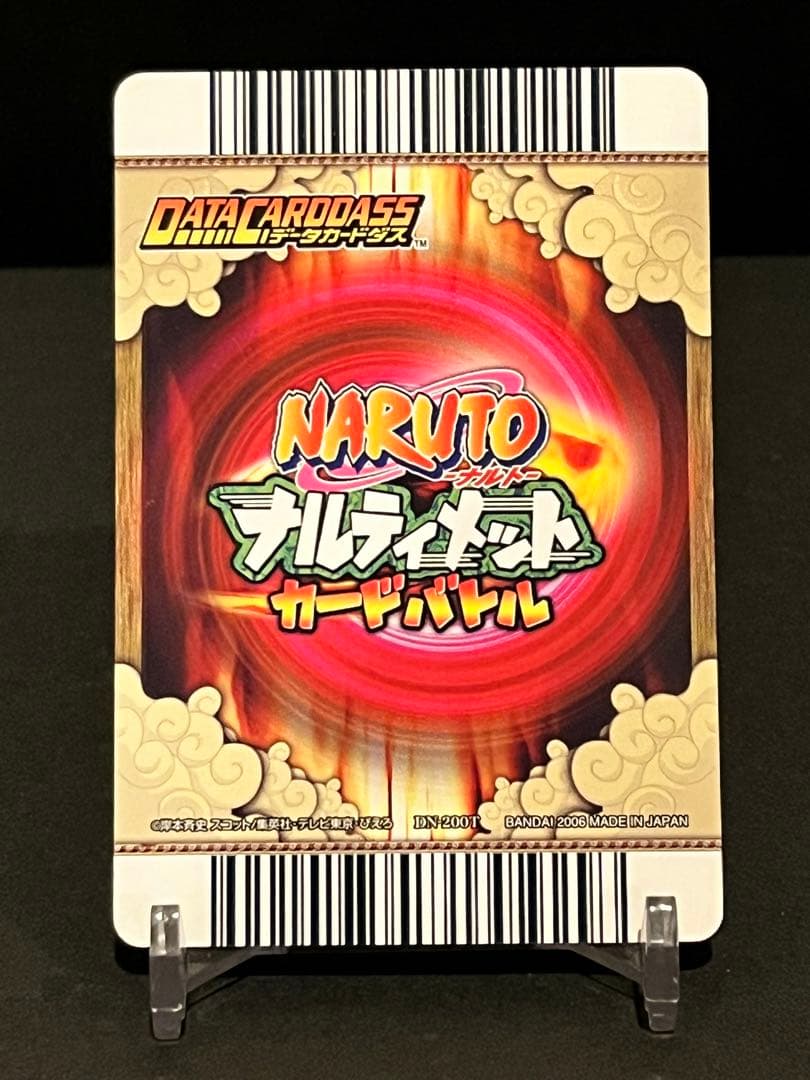 DATA CARDDASS
データカードダス™
NARUTO
-ナルト-
ナルティメット
カードバトル
©岸本斉史 スコット/集英社・テレビ東京・ぴえろ DN-200T BANDAI 2006 MADE IN JAPAN